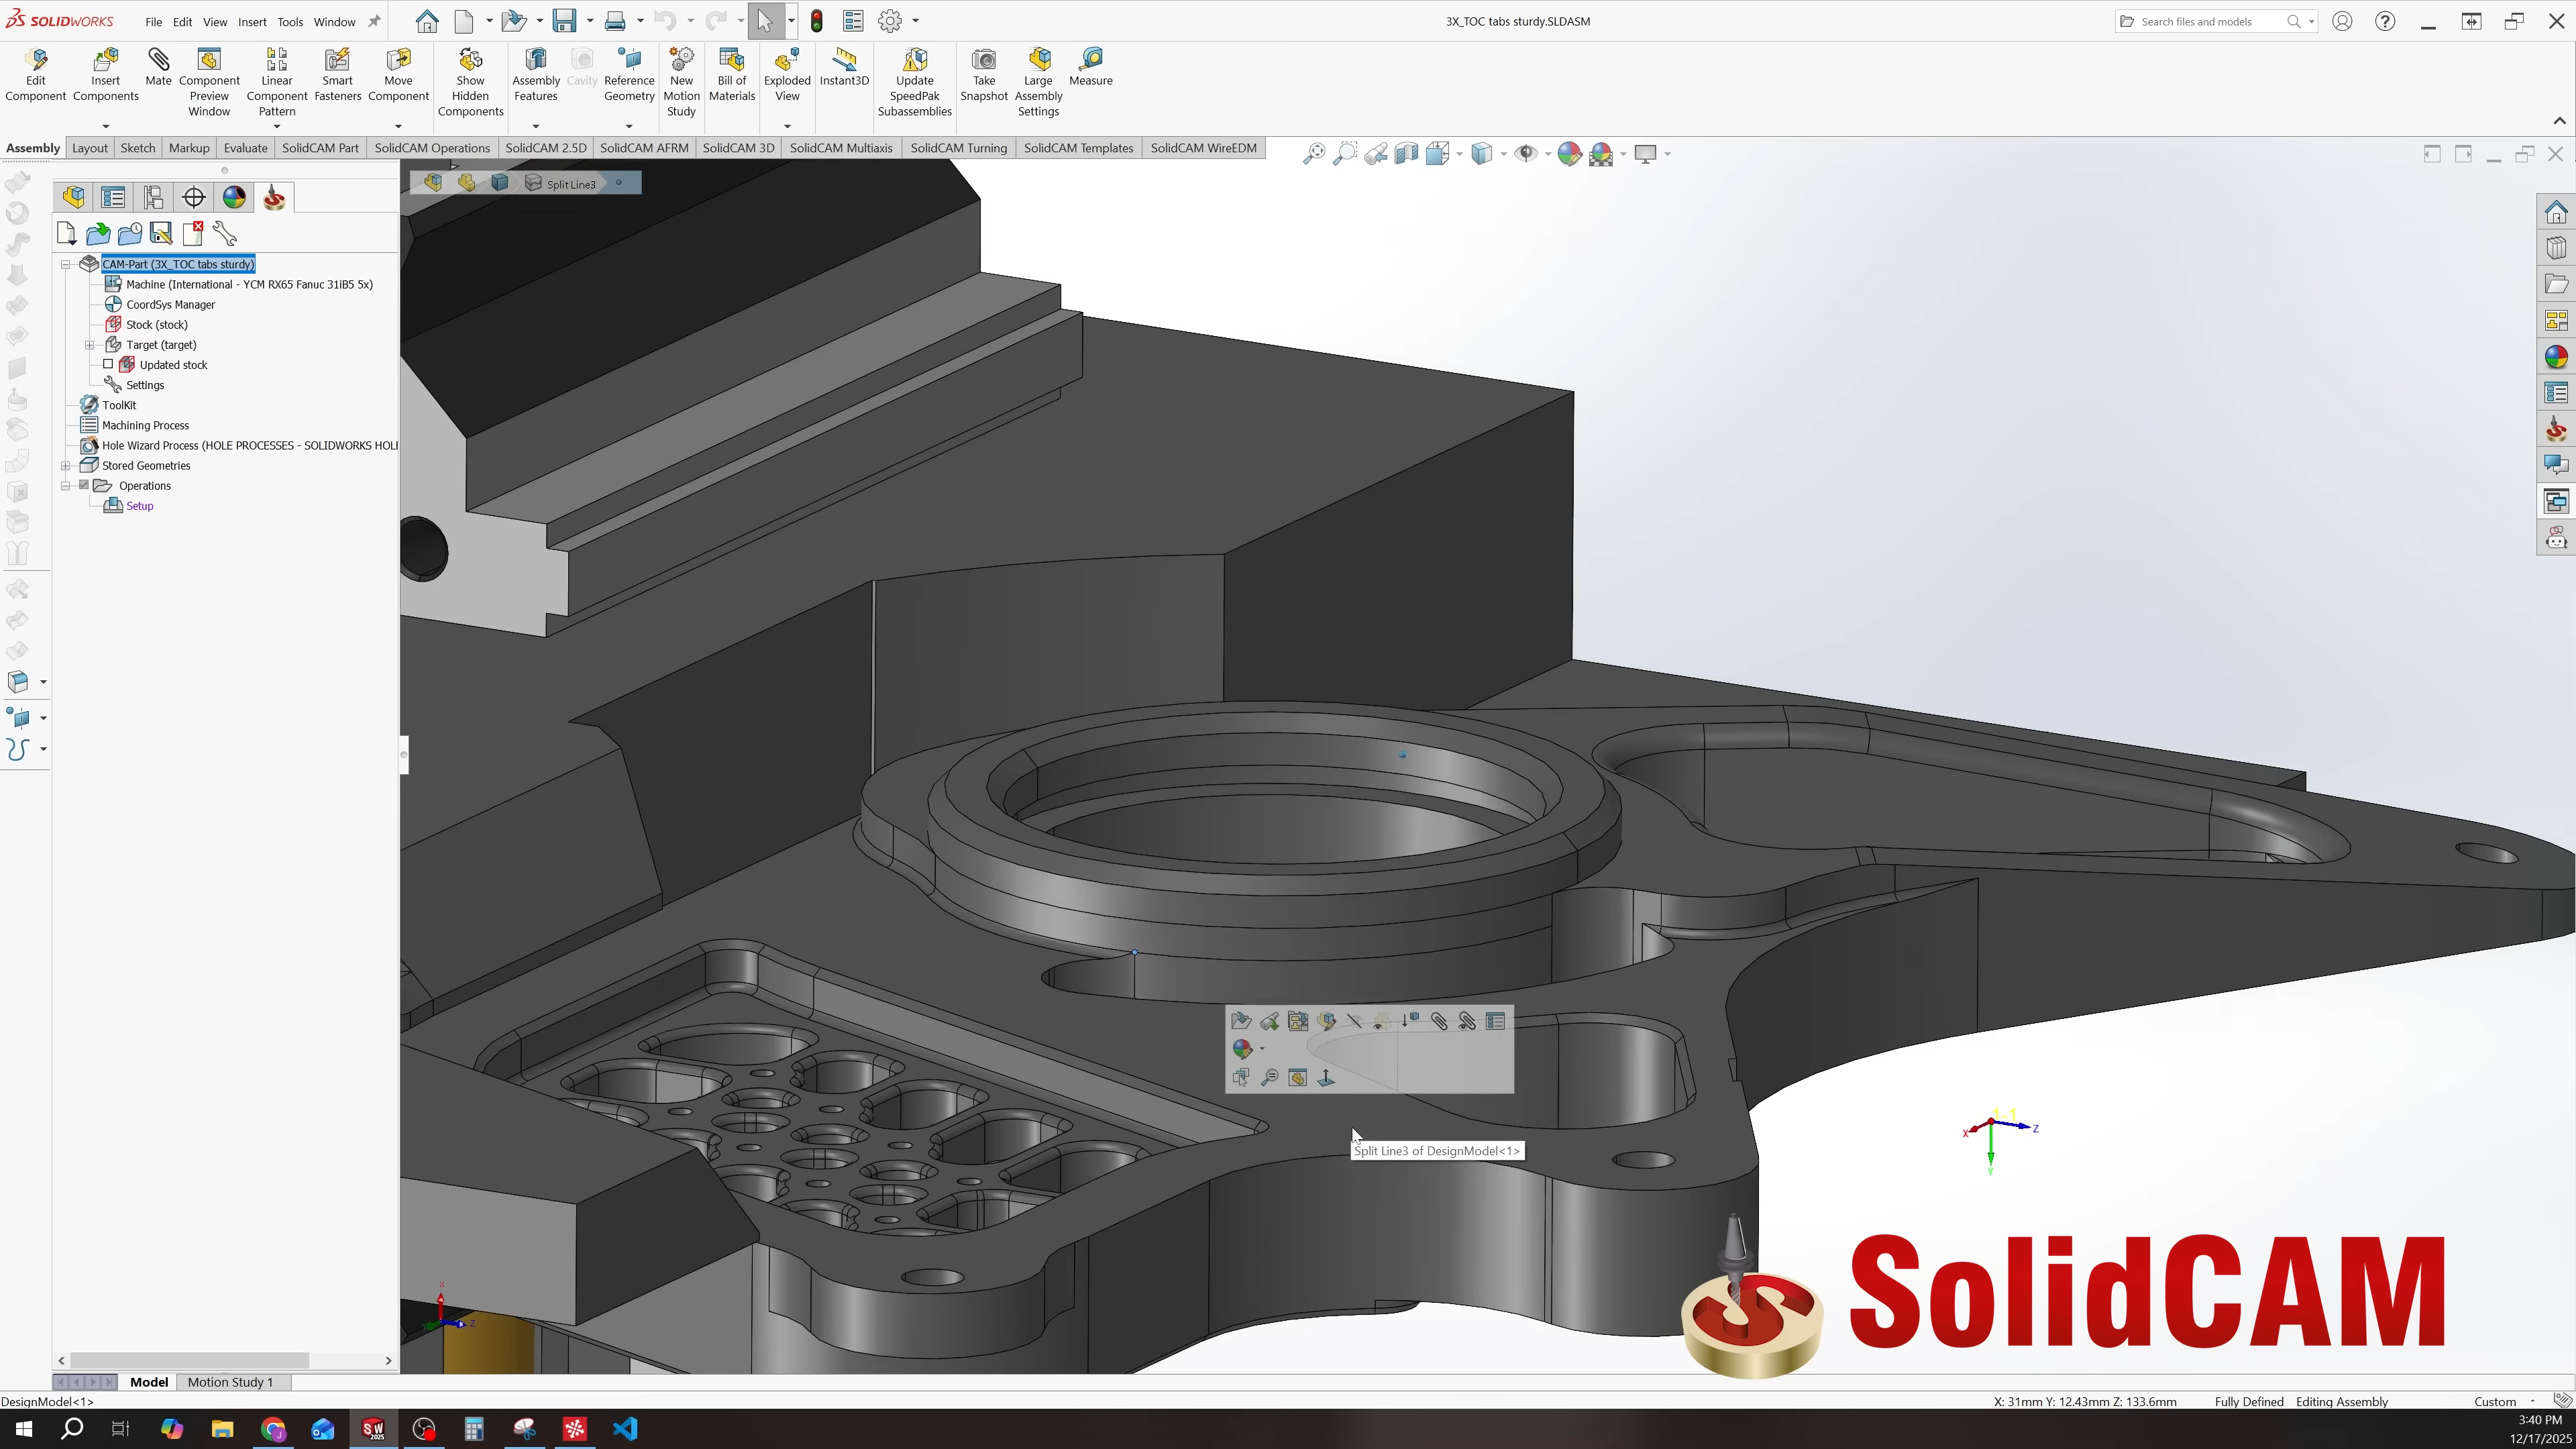 SOLIDWORKS File Edit View Insert Tools Window
3X_TOC tabs sturdy.SLDASM
Search files and models
Edit Component
Insert Components
Mate
Component Preview Window
Linear Component Pattern
Smart Fasteners
Move Component
Show Hidden Components
Assembly Features
Cavity
Reference Geometry
New Motion Study
Bill of Materials
Exploded View
Instant3D
Update SpeedPak Subassemblies
Take Snapshot
Large Assembly Settings
Measure
Assembly Layout Sketch Markup Evaluate SolidCAM Part SolidCAM Operations SolidCAM 2.5D SolidCAM AFRM SolidCAM 3D SolidCAM Multiaxis SolidCAM Turning SolidCAM Templates SolidCAM WireEDM
Split Line3
CAM-Part (3X_TOC tabs sturdy)
Machine (International - YCM RX65 Fanuc 31iB5 5x)
CoordSys Manager
Stock (stock)
Target (target)
Updated stock
Settings
ToolKit
Machining Process
Hole Wizard Process (HOLE PROCESSES - SOLIDWORKS HOL
Stored Geometries
Operations
Setup
1-1
X Z
Y
Split Line3 of DesignModel<1>
SolidCAM
X
Y Z
Model Motion Study 1
DesignModel<1>
X: 31mm Y: 12.43mm Z: 133.6mm Fully Defined Editing Assembly Custom
SW
2025
3:40 PM
12/17/2025